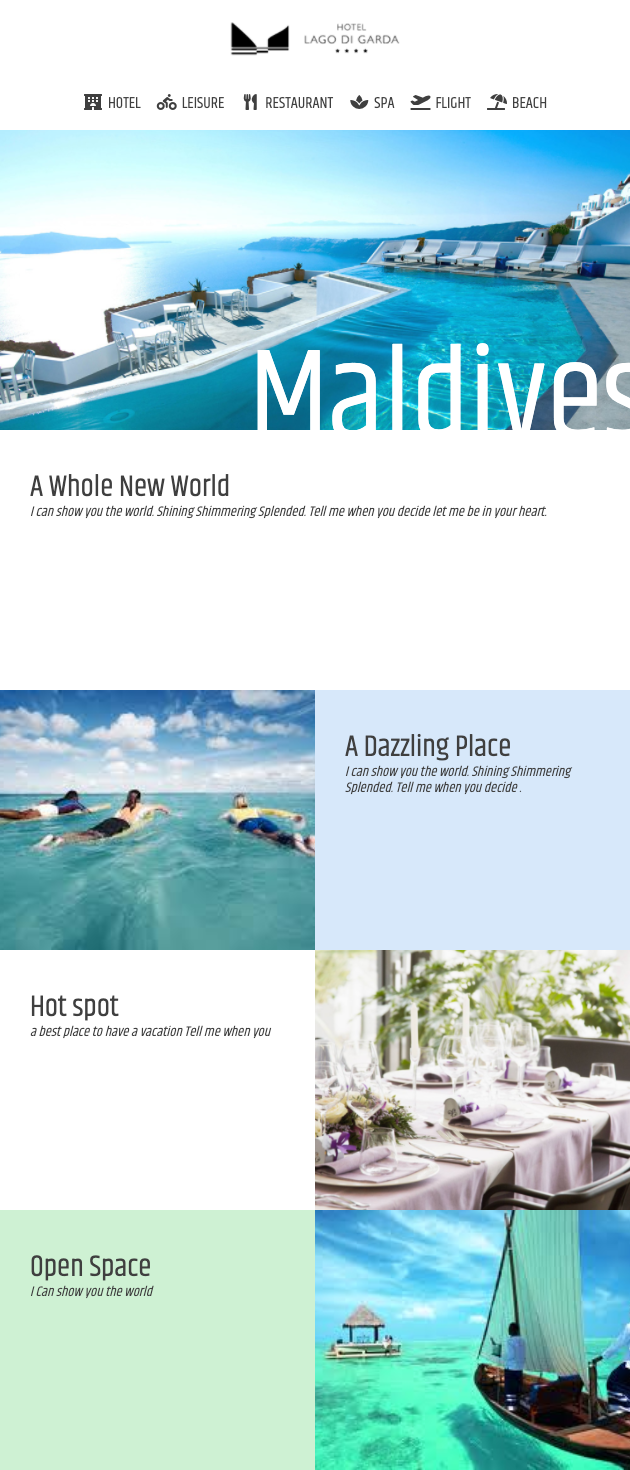 HOTEL
LAGO DI GARDA
HOTEL LEISURE RESTAURANT SPA FLIGHT BEACH
Maldives
A Whole New World
I can show you the world. Shining Shimmering Splended. Tell me when you decide let me be in your heart.
A Dazzling Place
I can show you the world. Shining Shimmering
Splended. Tell me when you decide .
Hot spot
a best place to have a vacation Tell me when you
Open Space
I Can show you the world